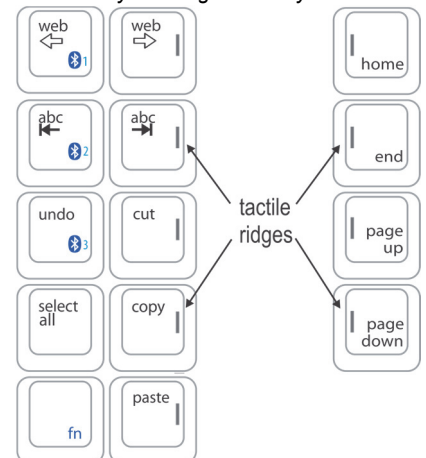 web
1
web
home
abc
2
abc
end
undo
3
cut
tactile
ridges
page
up
select
all
copy
page
down
fn
paste